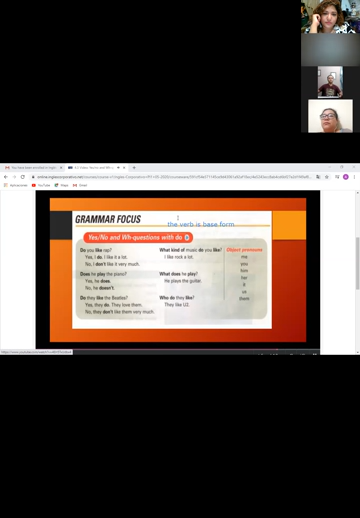 GRAMMAR FOCUS
the verb is base form
Yes/No and Wh-questions with do
Do you like rap?
Yes, I do. I like it a lot.
No, I don't like it very much.
Does he play the piano?
Yes, he does.
No, he doesn't.
Do they like the Beatles?
Yes, they do. They love them.
No, they don't like them very much.
What kind of music do you like?
I like rock a lot.
What does he play?
He plays the guitar.
Who do they like?
They like U2.
Object pronouns
me
you
him
her
it
us
them